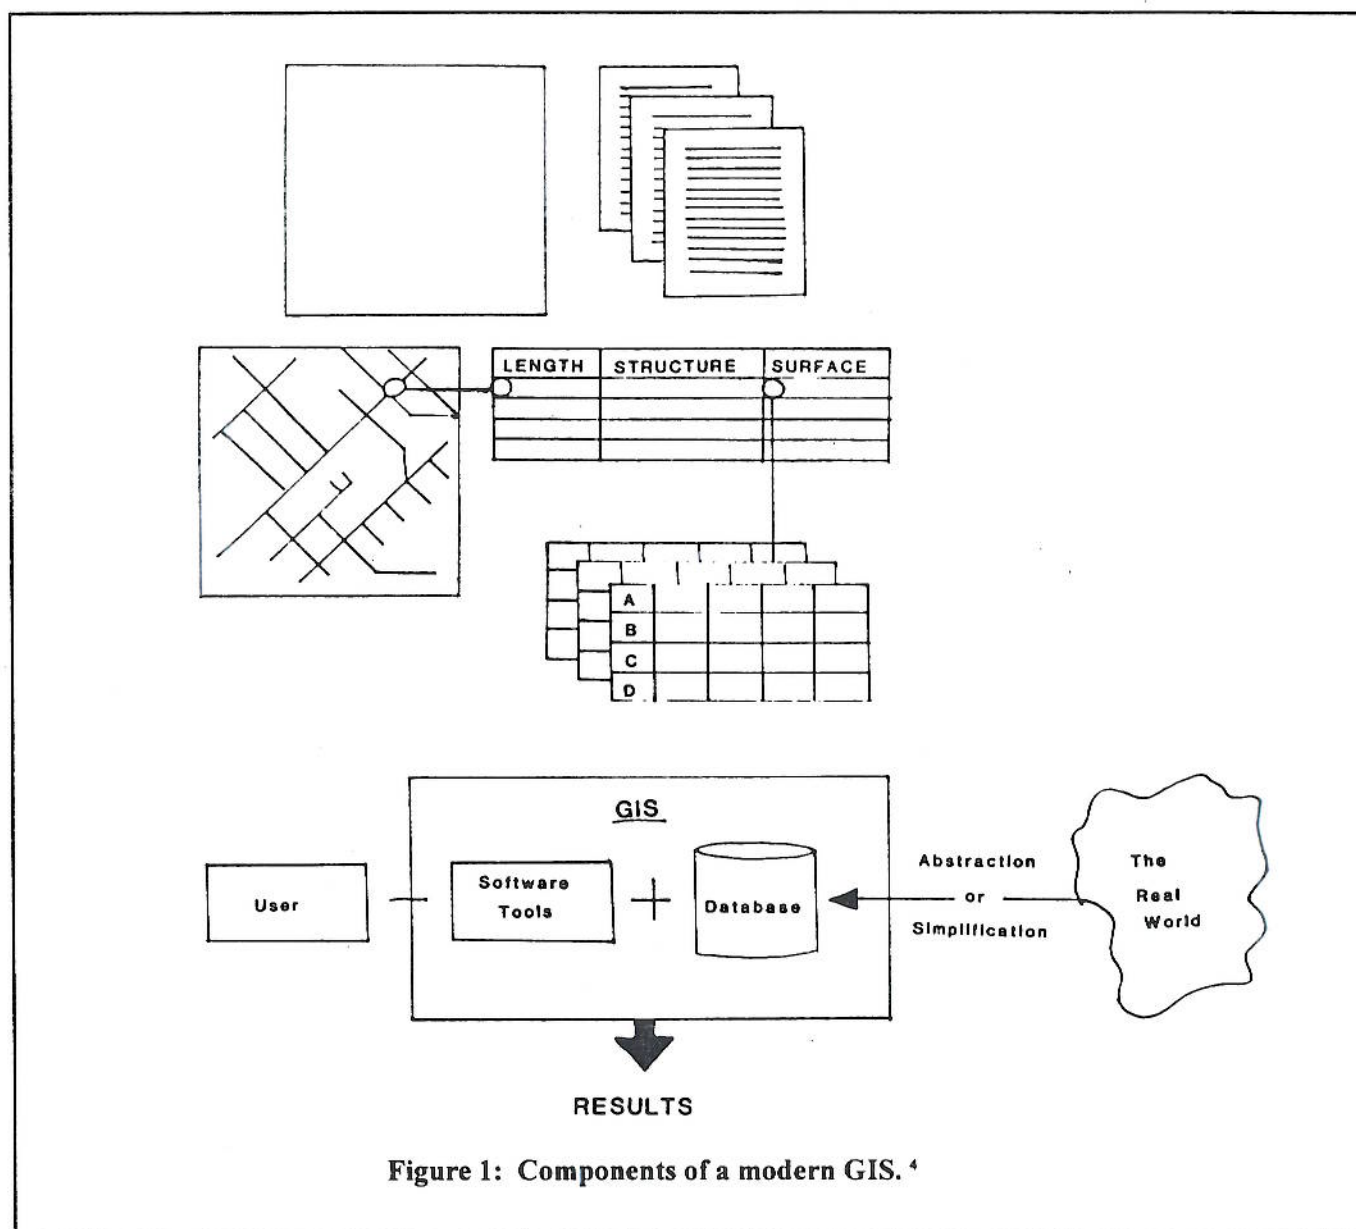 LENGTH STRUCTURE SURFACE
A
B
C
D
GIS
User
Software
Tools
Database
Abstraction
or
Simplification
The
Real
World
RESULTS
Figure 1: Components of a modern GIS. 4